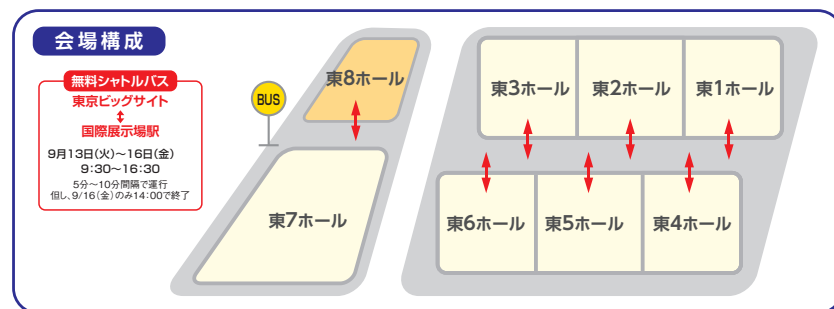 会場構成
無料シャトルバス
東京ビッグサイト
国際展示場駅
9月13日(火)～16日(金)
9:30～16:30
5分～10分間隔で運行
但し、9/16(金)のみ14:00で終了
BUS
東8ホール
東7ホール
東3ホール
東2ホール
東1ホール
東6ホール
東5ホール
東4ホール